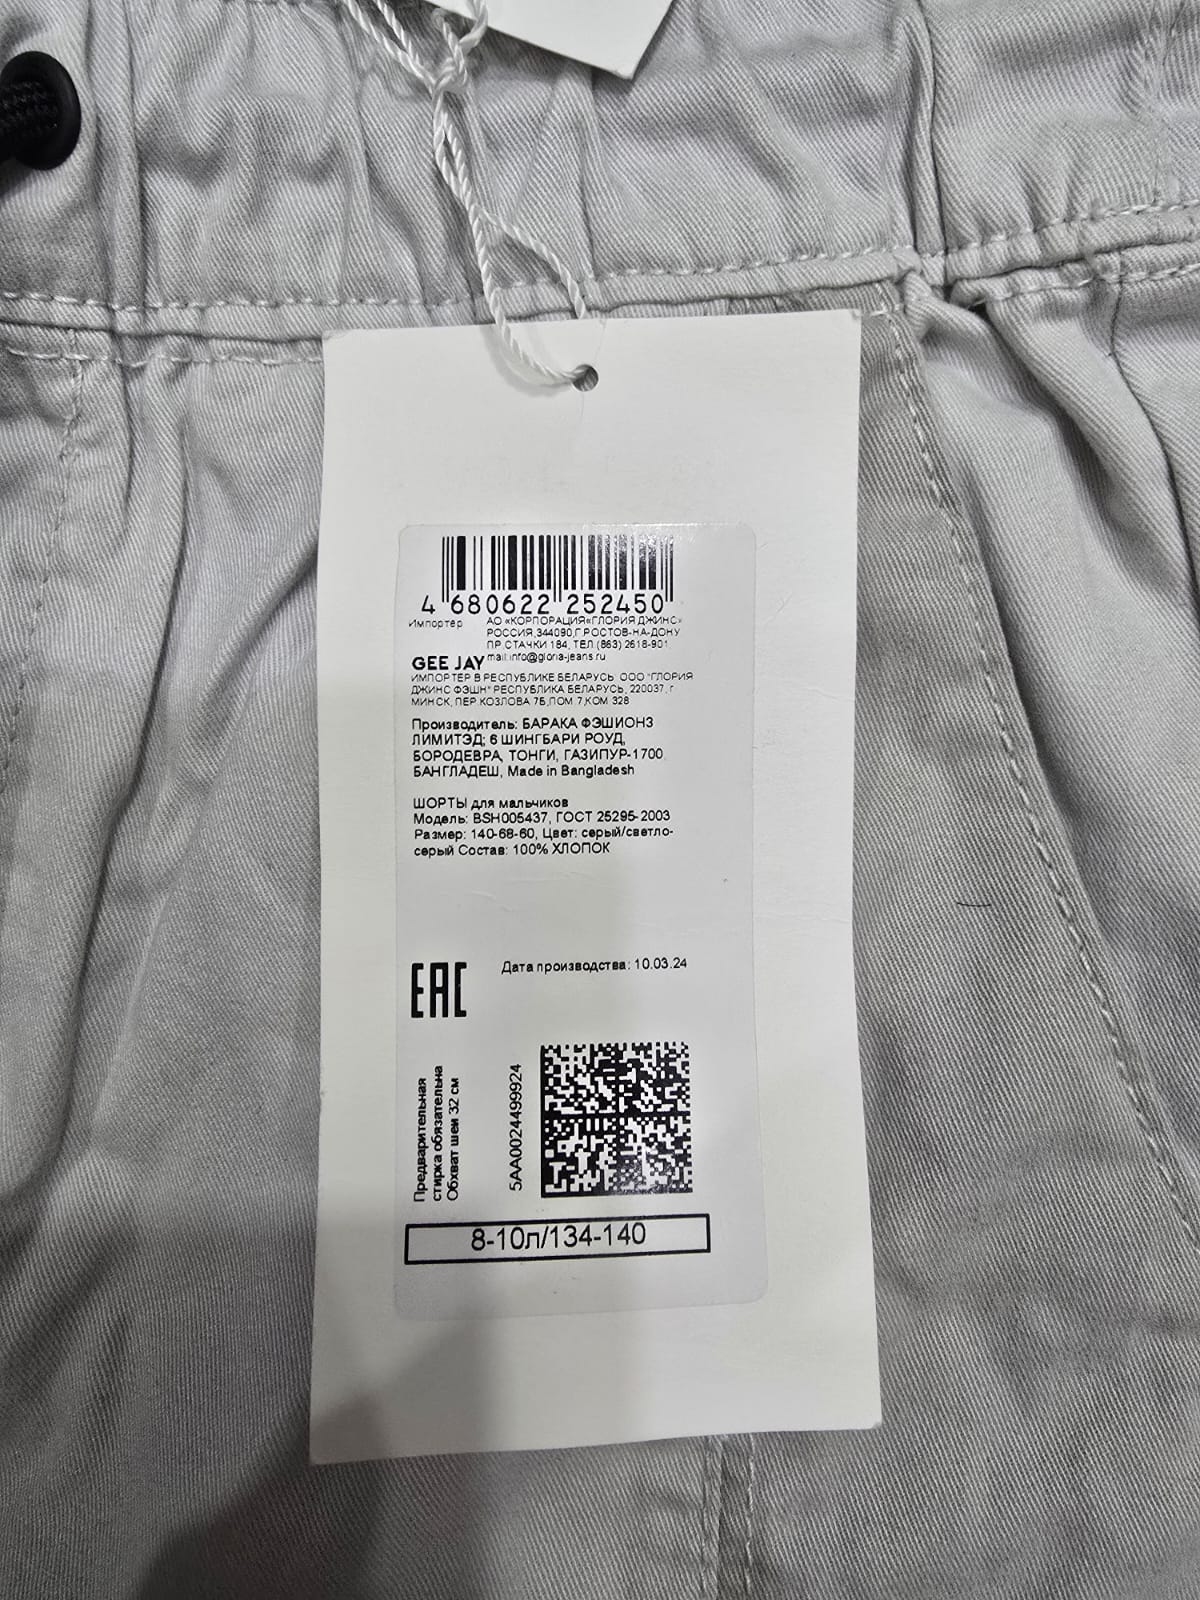 4 680622 252450
Импортёр АО «КОРПОРАЦИЯ«ГЛОРИЯ ДЖИНС»
РОССИЯ,344090,Г.РОСТОВ-НА-ДОНУ
ПР.СТАЧКИ 184, ТЕЛ (863) 2618-901
mail:info@gloria-jeans.ru
GEE JAY
ИМПОРТЕР В РЕСПУБЛИКЕ БЕЛАРУСЬ: ООО "ГЛОРИЯ
ДЖИНС ФЭШН" РЕСПУБЛИКА БЕЛАРУСЬ, 220037, г
МИНСК, ПЕР.КОЗЛОВА 7Б,ПОМ.7,КОМ 328
Производитель: БАРАКА ФЭШИОНЗ
ЛИМИТЭД; 6 ШИНГБАРИ РОУД,
БОРОДЕВРА, ТОНГИ, ГАЗИПУР-1700,
БАНГЛАДЕШ, Made in Bangladesh
ШОРТЫ для мальчиков
Модель: BSH005437, ГОСТ 25295-2003
Размер: 140-68-60, Цвет: серый/светло-
серый Состав: 100% ХЛОПОК
EAC
Дата производства: 10.03.24
Предварительная
стирка обязательна
Обхват шеи 32 см
5AA0024499924
8-10л/134-140